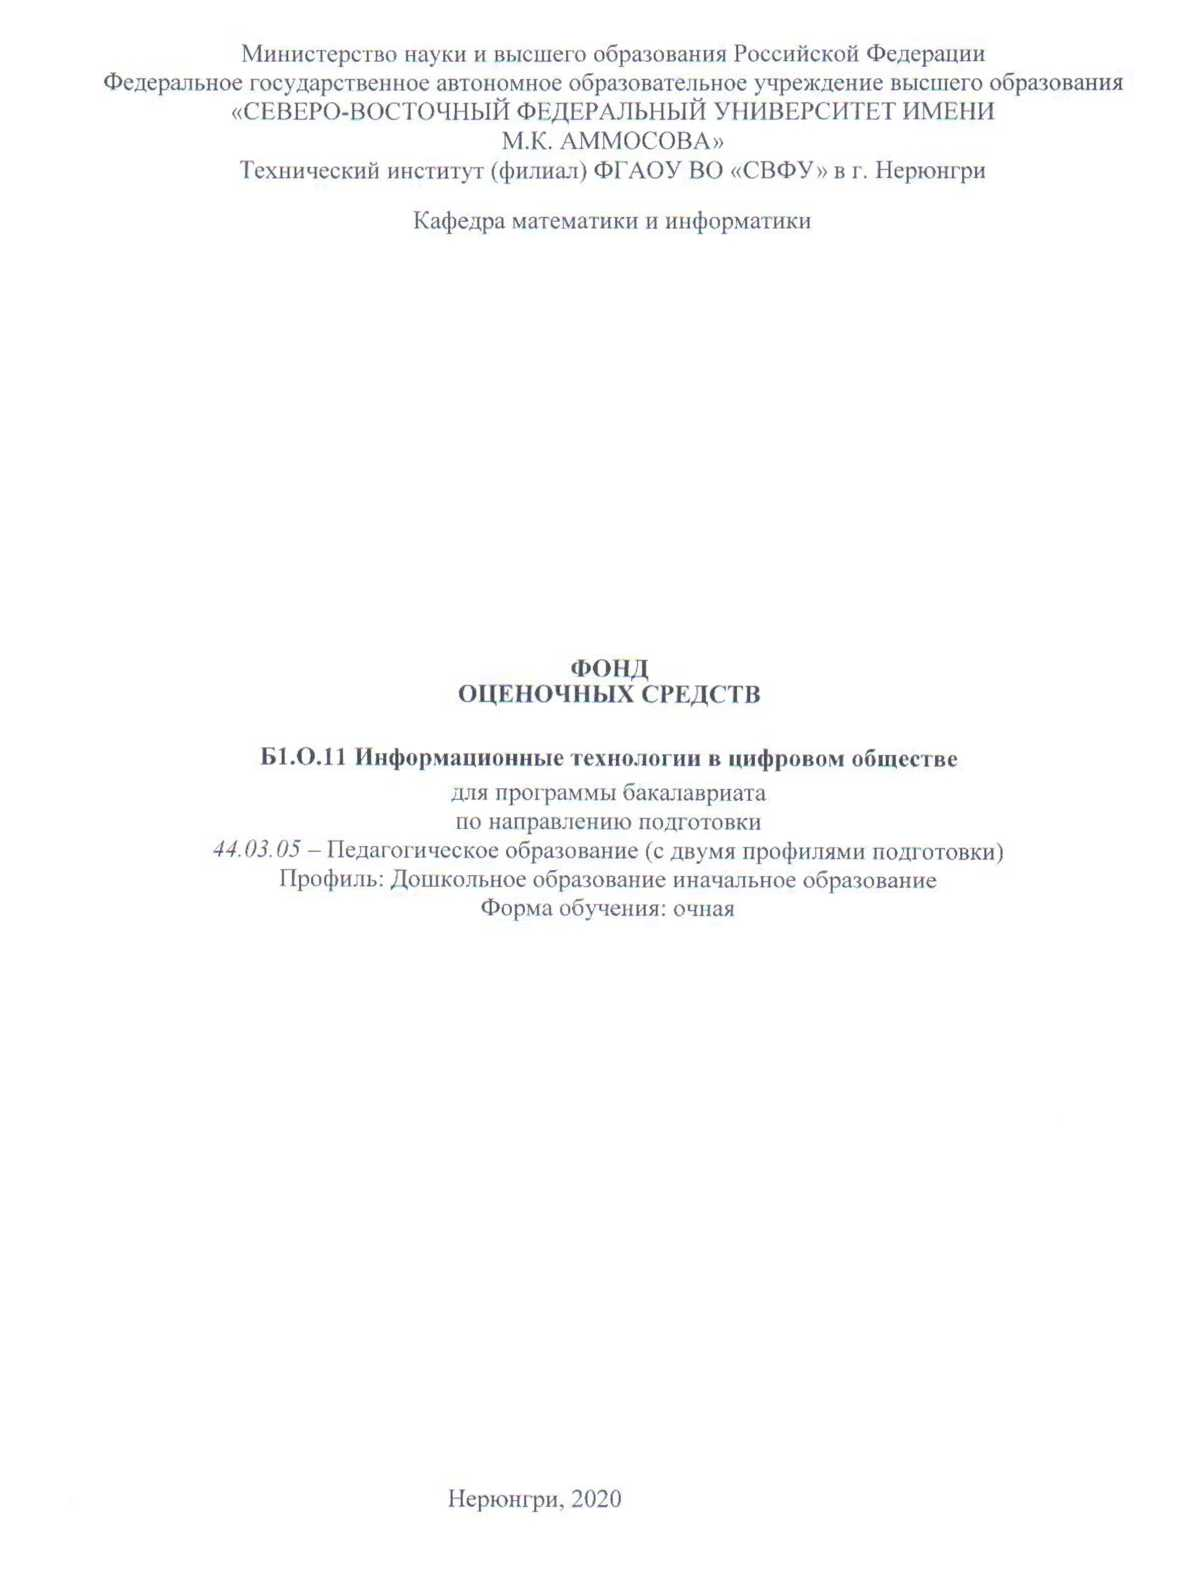 Министерство науки и высшего образования Российской Федерации
Федеральное государственное автономное образовательное учреждение высшего образования
«СЕВЕРО-ВОСТОЧНЫЙ ФЕДЕРАЛЬНЫЙ УНИВЕРСИТЕТ ИМЕНИ
М.К. АММОСОВА»
Технический институт (филиал) ФГАОУ ВО «СВФУ» в г. Нерюнгри
Кафедра математики и информатики
ФОНД
ОЦЕНОЧНЫХ СРЕДСТВ
Б1.О.11 Информационные технологии в цифровом обществе
для программы бакалавриата
по направлению подготовки
44.03.05 – Педагогическое образование (с двумя профилями подготовки)
Профиль: Дошкольное образование иначальное образование
Форма обучения: очная
Нерюнгри, 2020